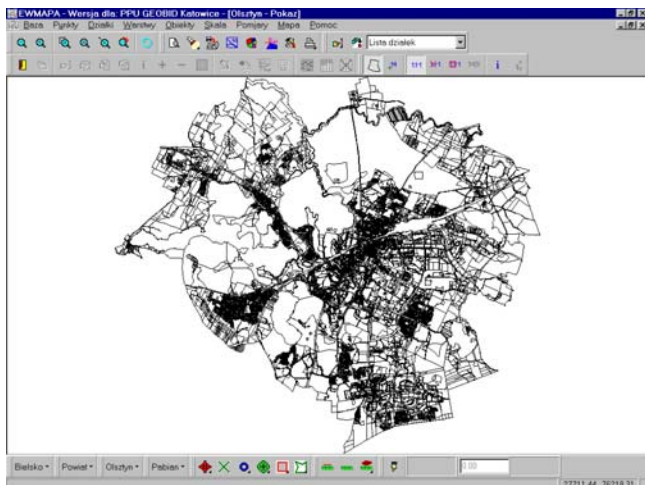 EWMAPA - Wersja dla: PPU GEOBID Katowice - [Olsztyn - Pokaz]
Baza Punkty Działki Warstwy Obiekty Skala Pomiary Mapa Pomoc
Lista działek
Bielsko Powiat Olsztyn Pabian 0.00